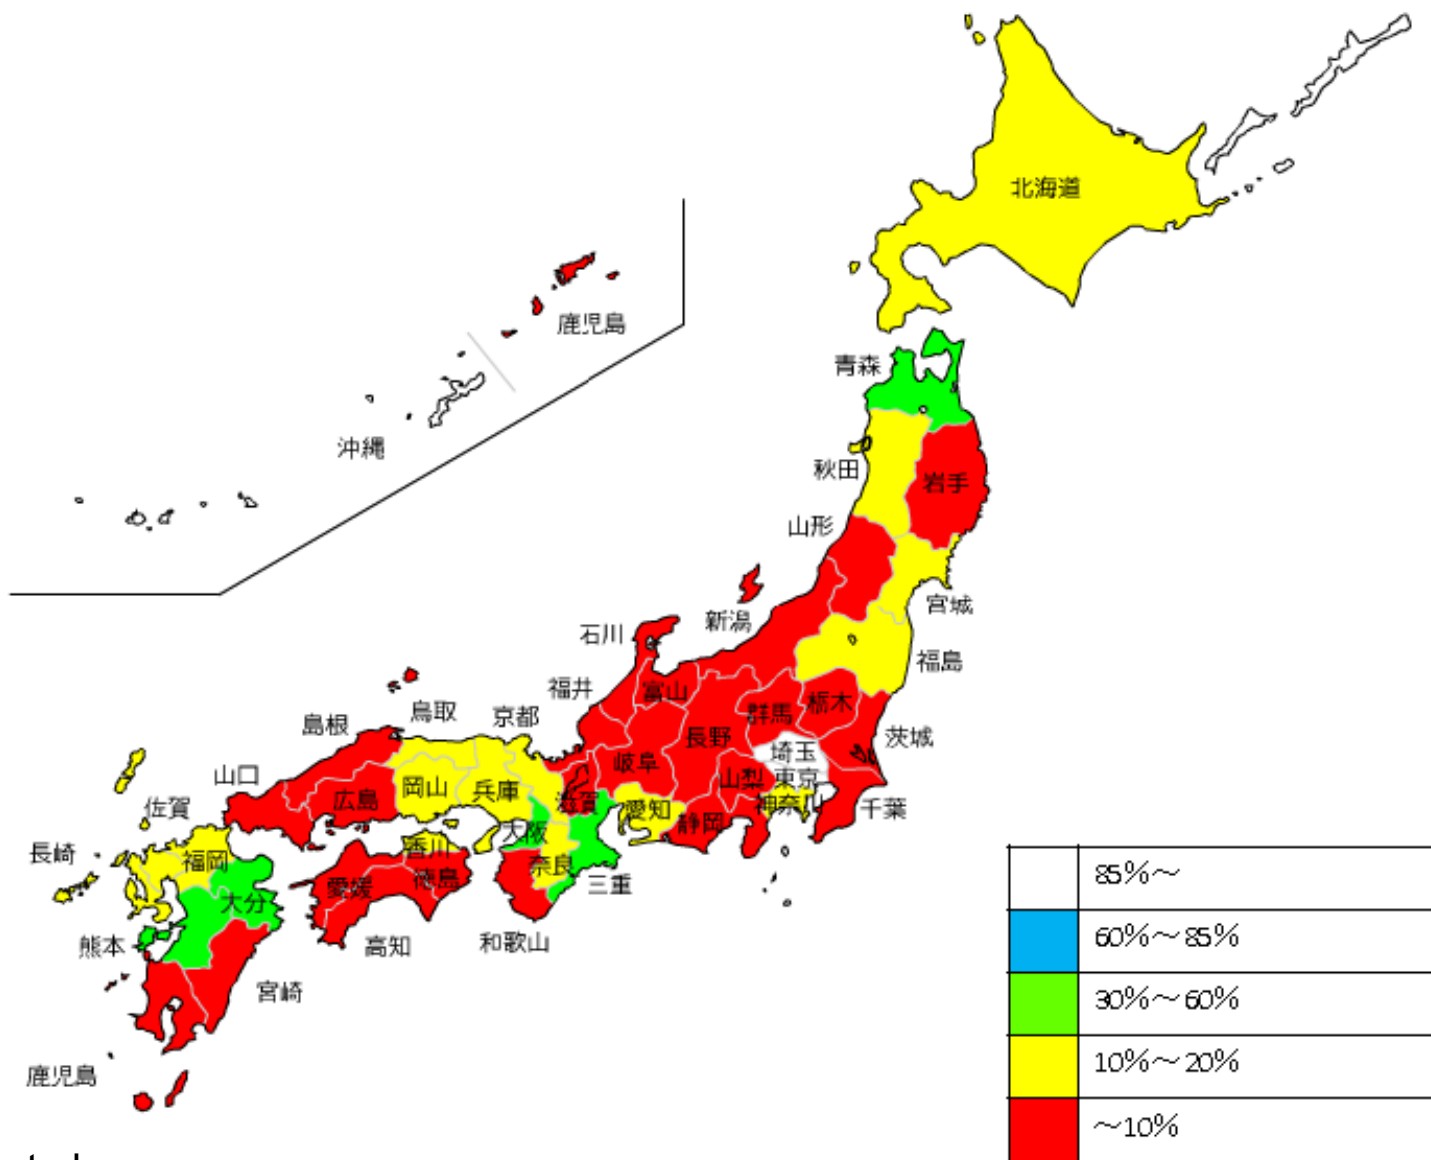 北海道
鹿児島
青森
沖縄
秋田
岩手
山形
宮城
新潟
石川
福島
福井
富山
栃木
群馬
鳥取
京都
島根
長野
茨城
埼玉
岐阜
山口
山梨
東京
岡山
兵庫
広島
滋賀
神奈川
千葉
佐賀
愛知
静岡
大阪
長崎
香川
福岡
奈良
徳島
愛媛
三重
大分
熊本
高知
和歌山
宮崎
鹿児島
85%~
60%~85%
30%~60%
10%~20%
~10%